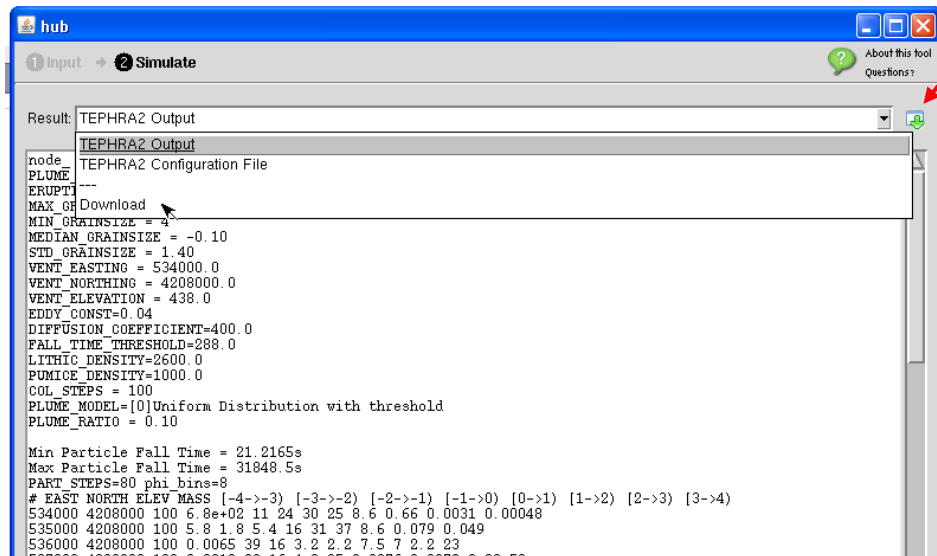 hub
1 Input → 2 Simulate
About this tool
Questions?
Result: TEPHRA2 Output
TEPHRA2 Output
TEPHRA2 Configuration File
---
Download
node_
PLUME_
ERUPTI
MAX_GR
MIN_GRAINSIZE = 4
MEDIAN_GRAINSIZE = -0.10
STD_GRAINSIZE = 1.40
VENT_EASTING = 534000.0
VENT_NORTHING = 4208000.0
VENT_ELEVATION = 438.0
EDDY_CONST=0.04
DIFFUSION_COEFFICIENT=400.0
FALL_TIME_THRESHOLD=288.0
LITHIC_DENSITY=2600.0
PUMICE_DENSITY=1000.0
COL_STEPS = 100
PLUME_MODEL=[0]Uniform Distribution with threshold
PLUME_RATIO = 0.10
Min Particle Fall Time = 21.2165s
Max Particle Fall Time = 31848.5s
PART_STEPS=80 phi_bins=8
# EAST NORTH ELEV MASS [-4->-3) [-3->-2) [-2->-1) [-1->0) [0->1) [1->2) [2->3) [3->4)
534000 4208000 100 6.8e+02 11 24 30 25 8.6 0.66 0.0031 0.00048
535000 4208000 100 5.8 1.8 5.4 16 31 37 8.6 0.079 0.049
536000 4208000 100 0.0065 39 16 3.2 2.2 7.5 7 2.2 23